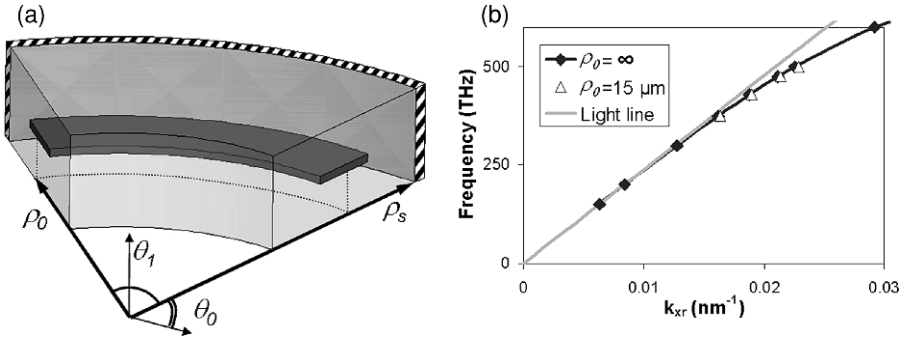 (a)
ρ₀
ρₛ
θ₁
θ₀
(b)
Frequency (THz)
500
250
0
ρ₀= ∞
ρ₀=15 µm
Light line
0
0.01
0.02
0.03
kₓᵣ (nm⁻¹)